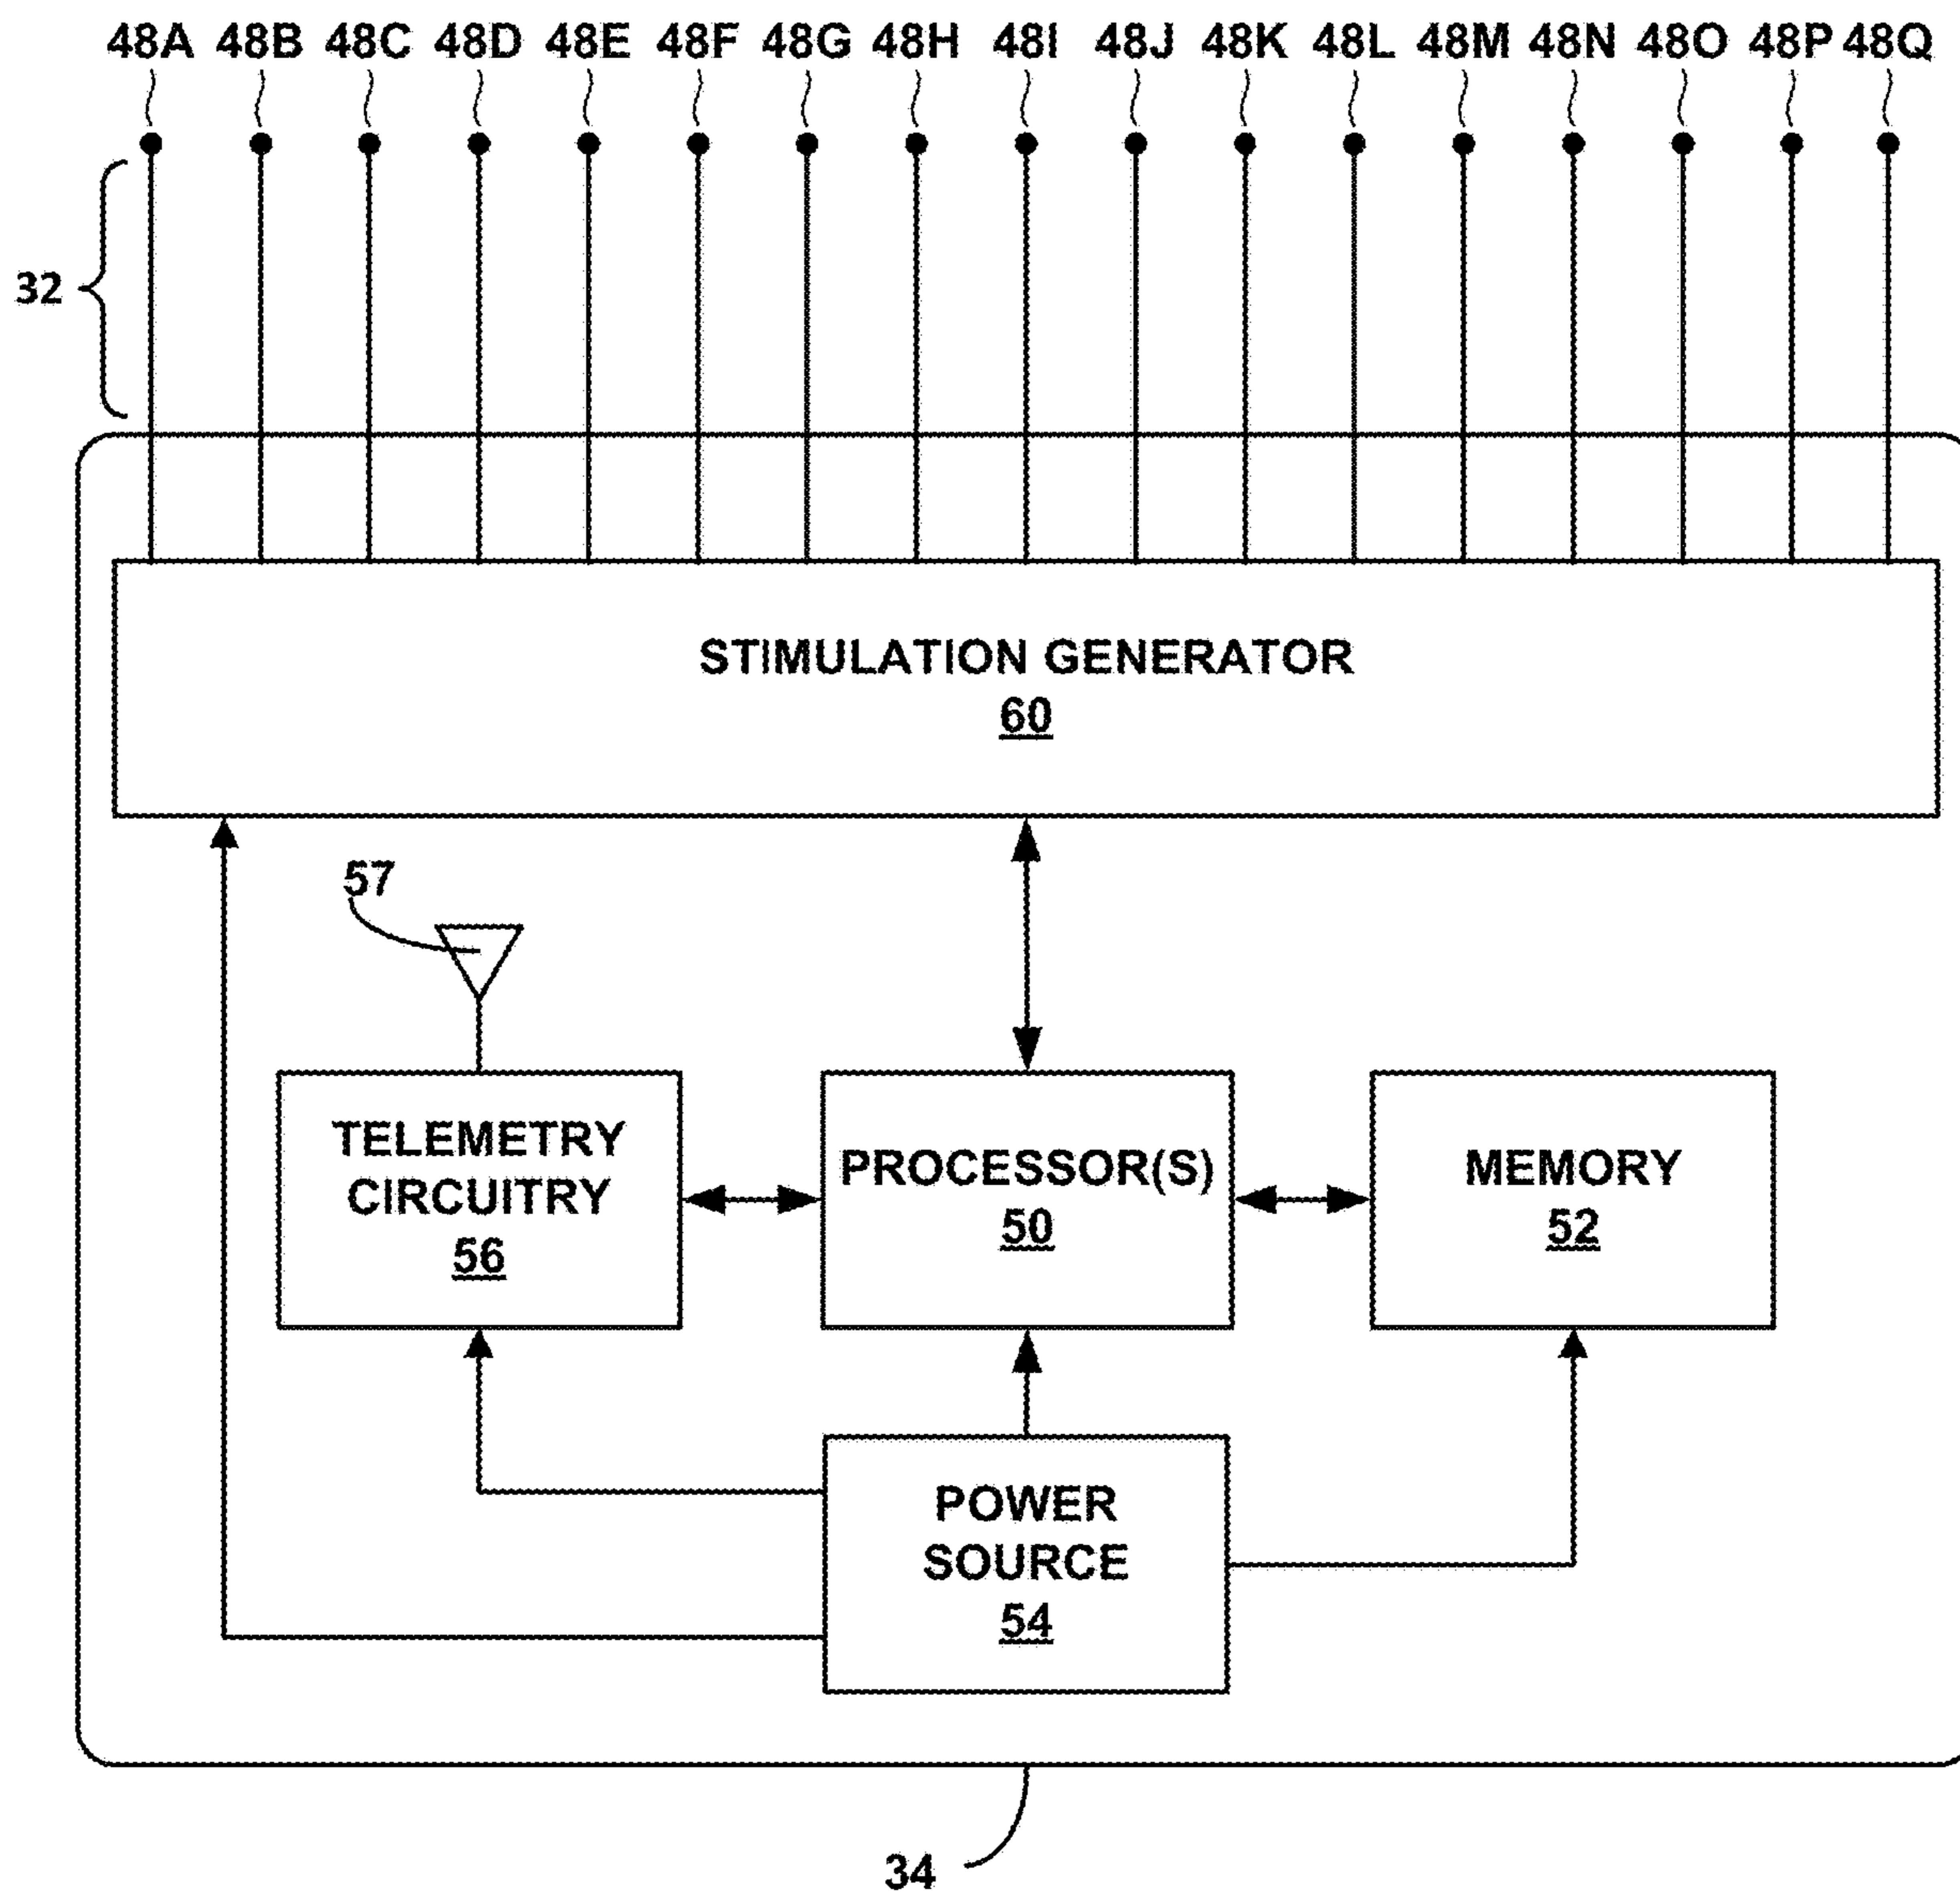 48A 48B 48C 48D 48E 48F 48G 48H 48I 48J 48K 48L 48M 48N 48O 48P 48Q
32
STIMULATION GENERATOR
60
57
TELEMETRY
CIRCUITRY
56
PROCESSOR(S)
50
MEMORY
52
POWER
SOURCE
54
34